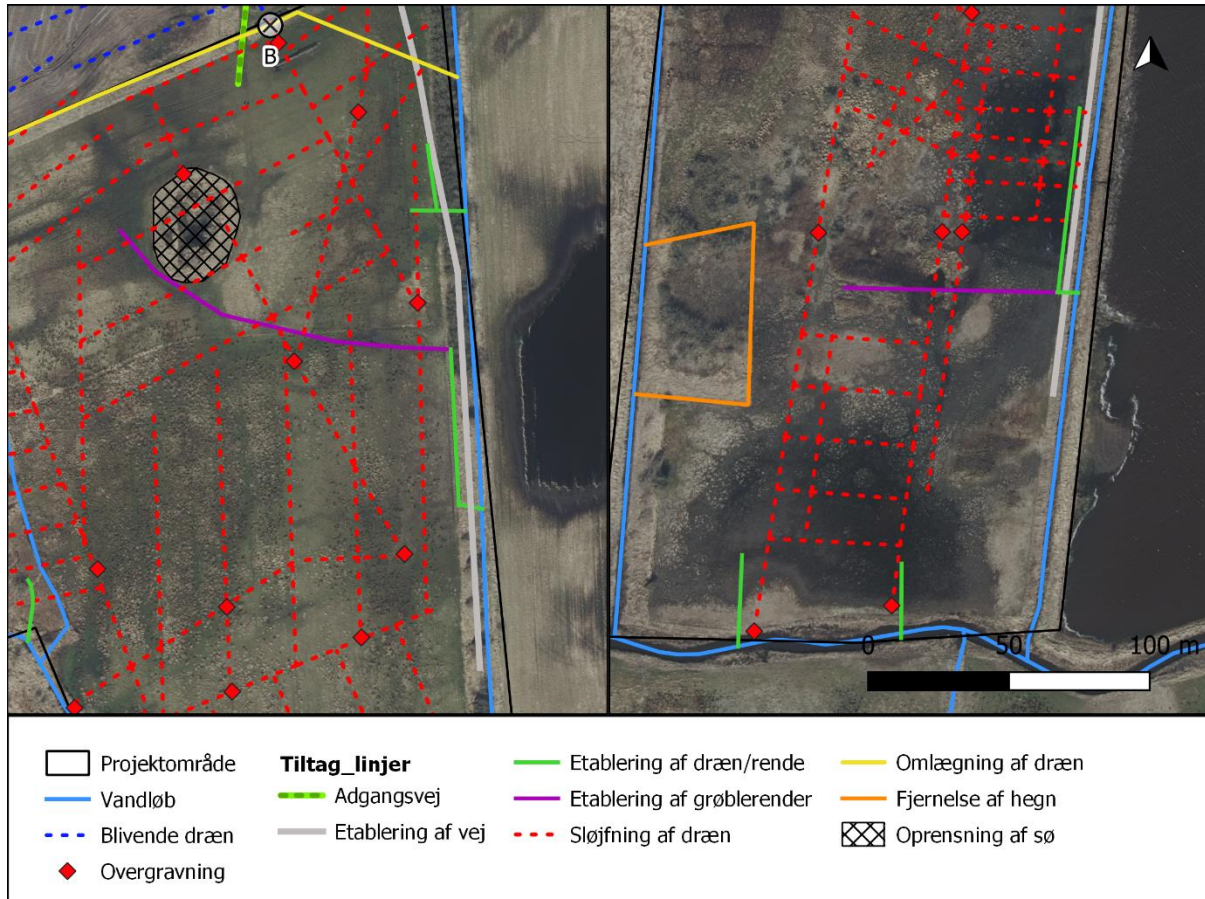 B
0 50 100 m
Projektområde
Vandløb
Blivende dræn
Overgravning
Tiltag_linjer
Adgangsvej
Etablering af vej
Etablering af dræn/rende
Etablering af grøblerender
Sløjfning af dræn
Omlægning af dræn
Fjernelse af hegn
Oprensning af sø